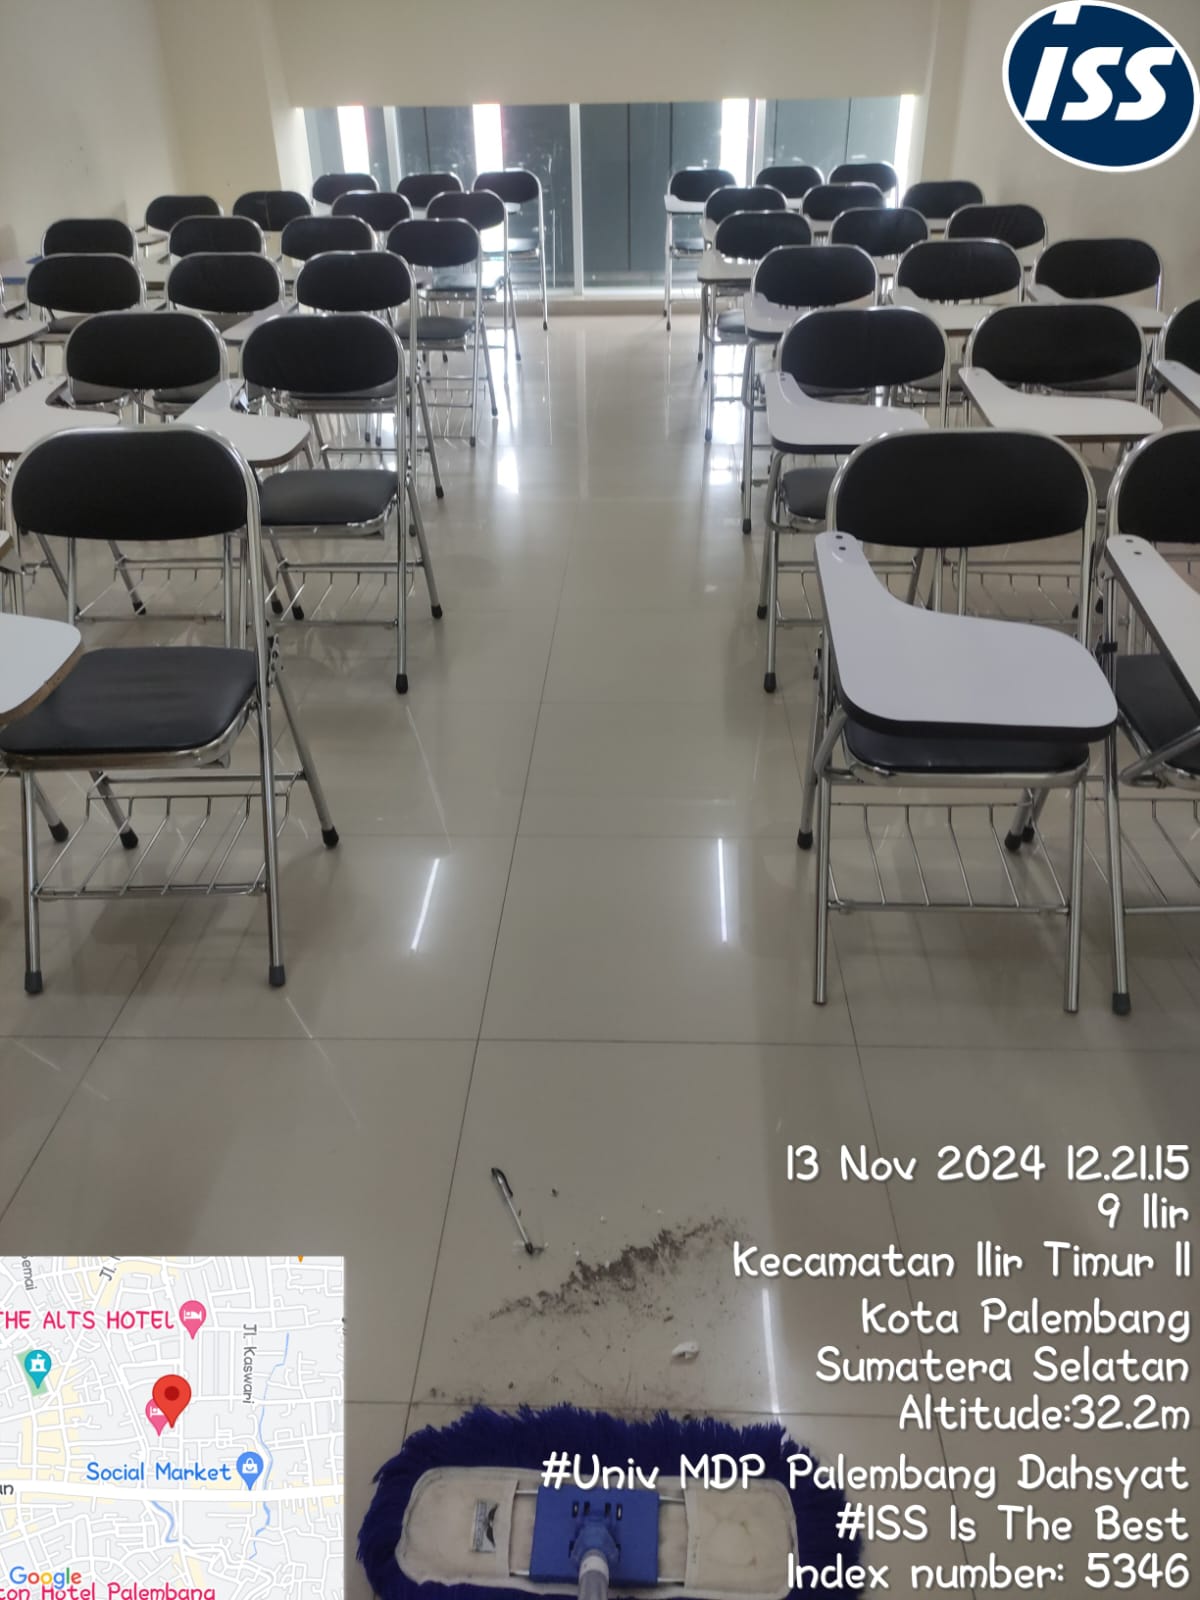 ISS
13 Nov 2024 12.21.15
9 Ilir
Kecamatan Ilir Timur II
Kota Palembang
Sumatera Selatan
Altitude:32.2m
#Univ MDP Palembang Dahsyat
#ISS Is The Best
Index number: 5346
THE ALTS HOTEL
Jl. Kaswari
Social Market
Google
ton Hotel Palembang